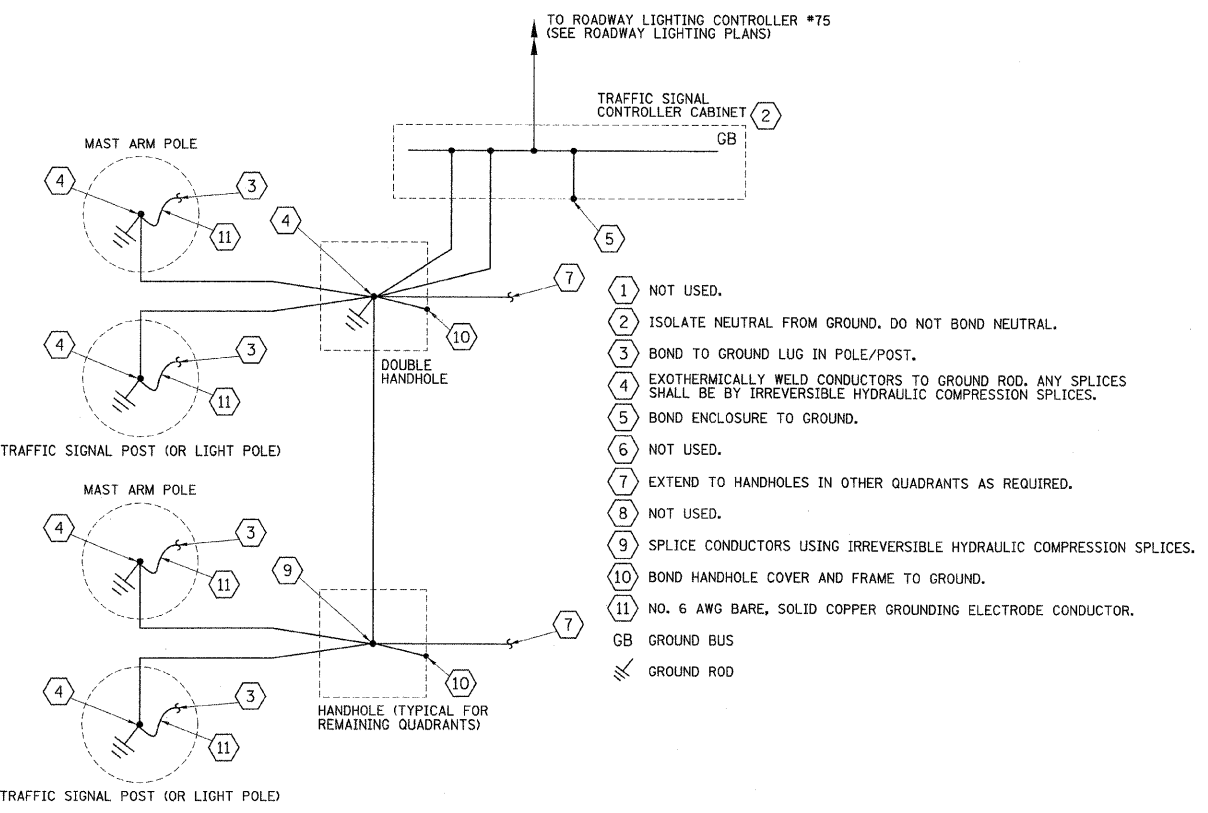 TO ROADWAY LIGHTING CONTROLLER #75
(SEE ROADWAY LIGHTING PLANS)
TRAFFIC SIGNAL
CONTROLLER CABINET
2
GB
5
MAST ARM POLE
4
3
11
4
3
11
TRAFFIC SIGNAL POST (OR LIGHT POLE)
4
7
10
DOUBLE
HANDHOLE
MAST ARM POLE
4
3
11
4
3
11
TRAFFIC SIGNAL POST (OR LIGHT POLE)
9
7
10
HANDHOLE (TYPICAL FOR
REMAINING QUADRANTS)
1 NOT USED.
2 ISOLATE NEUTRAL FROM GROUND. DO NOT BOND NEUTRAL.
3 BOND TO GROUND LUG IN POLE/POST.
4 EXOTHERMICALLY WELD CONDUCTORS TO GROUND ROD. ANY SPLICES
SHALL BE BY IRREVERSIBLE HYDRAULIC COMPRESSION SPLICES.
5 BOND ENCLOSURE TO GROUND.
6 NOT USED.
7 EXTEND TO HANDHOLES IN OTHER QUADRANTS AS REQUIRED.
8 NOT USED.
9 SPLICE CONDUCTORS USING IRREVERSIBLE HYDRAULIC COMPRESSION SPLICES.
10 BOND HANDHOLE COVER AND FRAME TO GROUND.
11 NO. 6 AWG BARE, SOLID COPPER GROUNDING ELECTRODE CONDUCTOR.
GB GROUND BUS
GROUND ROD